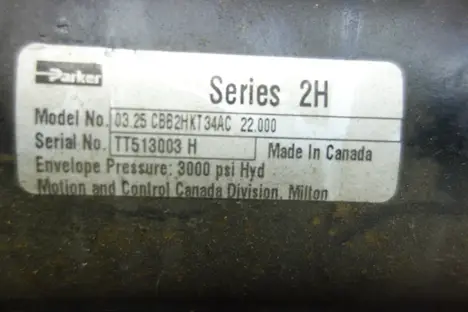 Parker
Series 2H
Model No. 03.25 CBB2HKT34AC 22.000
Serial No. TT513003 H Made In Canada
Envelope Pressure: 3000 psi Hyd
Motion and Control Canada Division, Milton